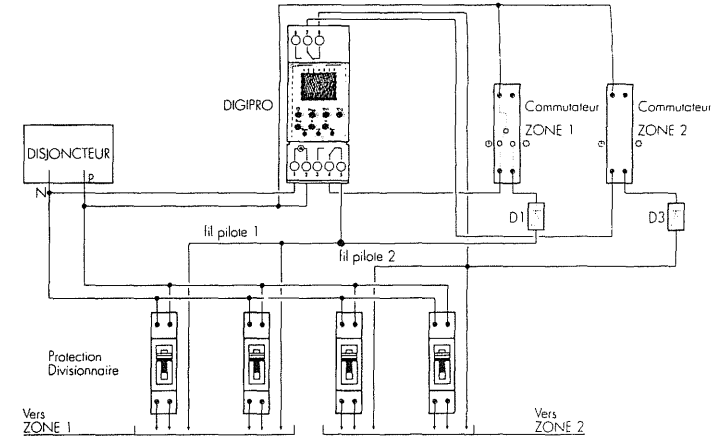 DIGIPRO
Commutateur
ZONE 1
Commutateur
ZONE 2
DISJONCTEUR
N
P
D1
D3
fil pilote 1
fil pilote 2
Protection
Divisionnaire
Vers
ZONE 1
Vers
ZONE 2